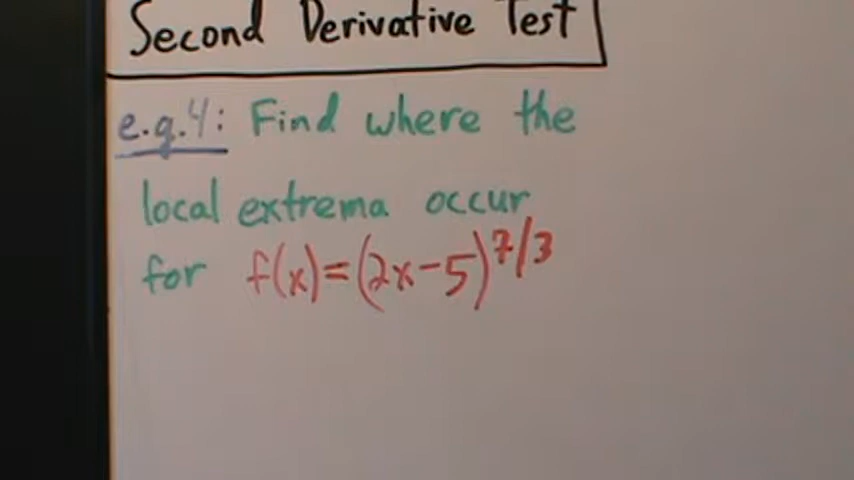 Second Derivative Test
e.g.4: Find where the
local extrema occur
for f(x)=(2x-5)^7/3